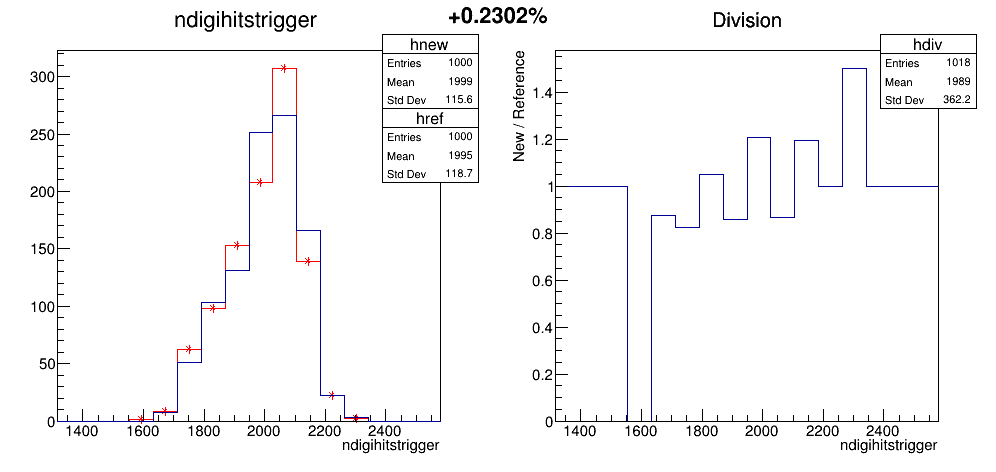 ndigihitstrigger
+0.2302%
Division
hnew
Entries 1000
Mean 1999
Std Dev 115.6
href
Entries 1000
Mean 1995
Std Dev 118.7
300
250
200
150
100
50
0
1400 1600 1800 2000 2200 2400
ndigihitstrigger
hdiv
Entries 1018
Mean 1989
Std Dev 362.2
New / Reference
1.4
1.2
1
0.8
0.6
0.4
0.2
0
1400 1600 1800 2000 2200 2400
ndigihitstrigger